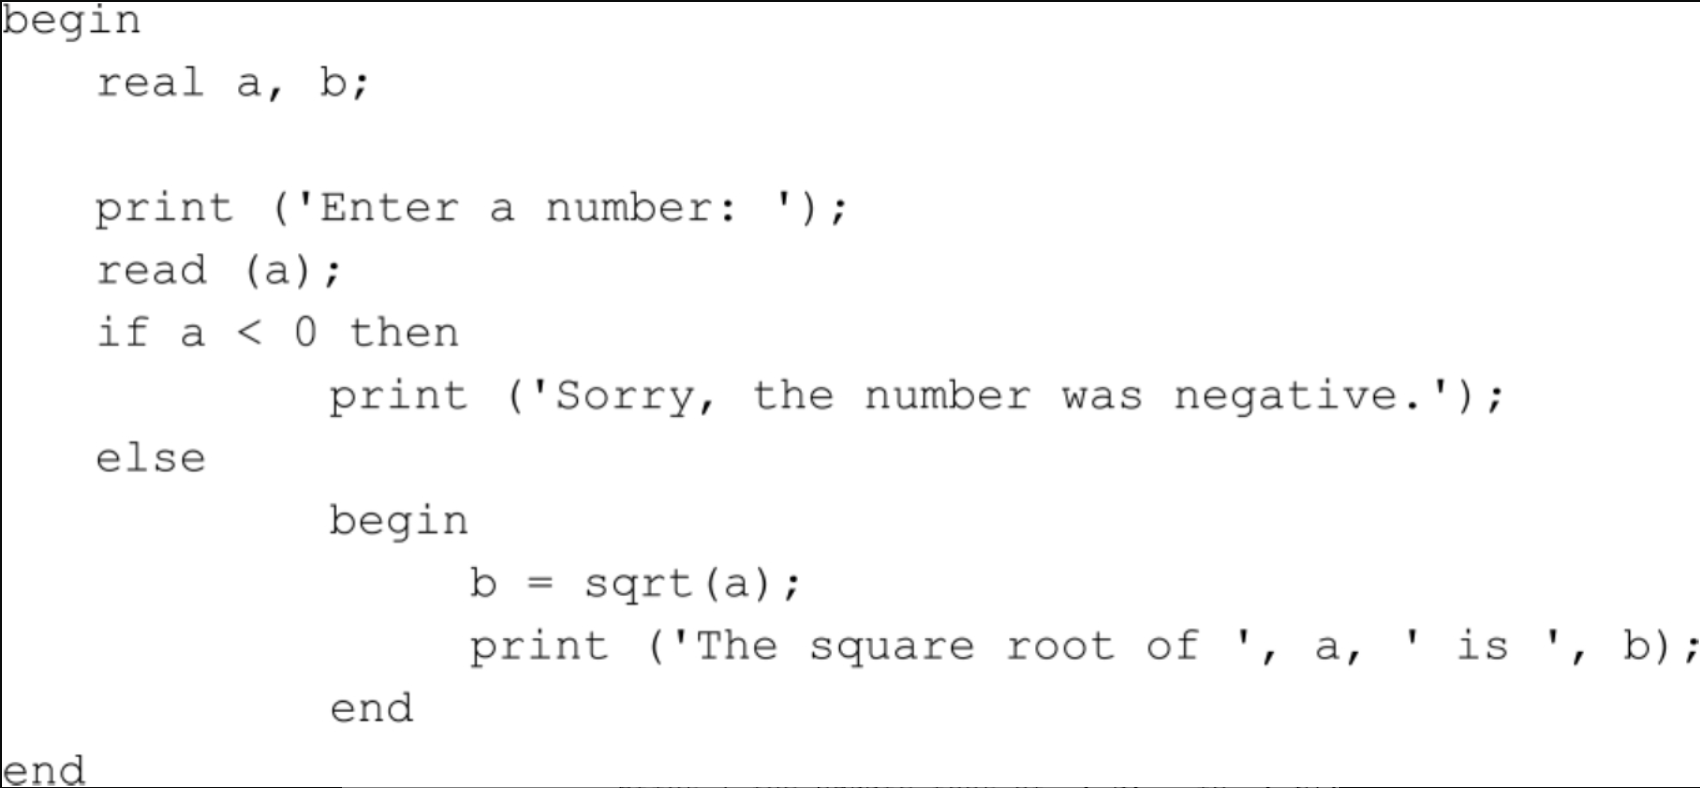 begin
real a, b;
print ('Enter a number: ');
read (a);
if a < 0 then
print ('Sorry, the number was negative.');
else
begin
b = sqrt(a);
print ('The square root of ', a, ' is ', b);
end
end